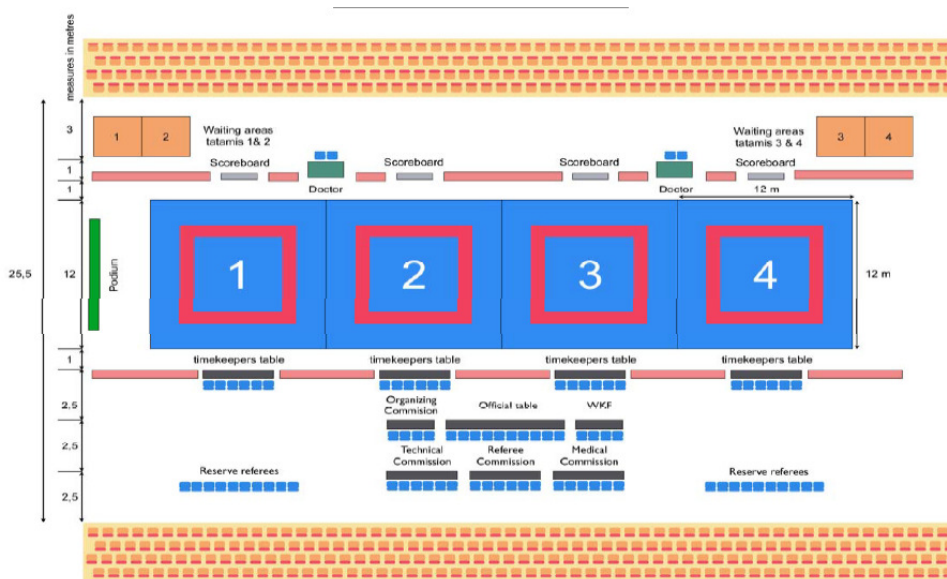 measures in metres
3
1 2
Waiting areas
tatamis 1 & 2
Waiting areas
tatamis 3 & 4
3 4
1
Scoreboard
Scoreboard
Scoreboard
Scoreboard
1
Doctor
Doctor
12 m
25,5
12
Podium
1
2
3
4
12 m
1
timekeepers table
timekeepers table
timekeepers table
timekeepers table
2,5
Organizing
Commision
Official table
WKF
2,5
Technical
Commission
Referee
Commission
Medical
Commission
Reserve referees
Reserve referees
2,5